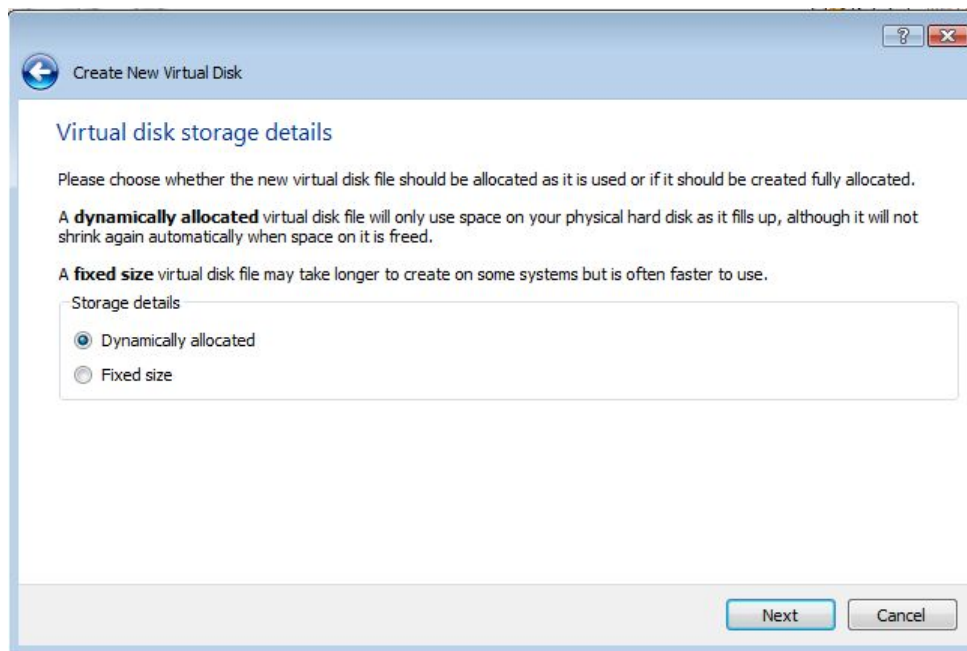 Create New Virtual Disk
Virtual disk storage details
Please choose whether the new virtual disk file should be allocated as it is used or if it should be created fully allocated.
A dynamically allocated virtual disk file will only use space on your physical hard disk as it fills up, although it will not
shrink again automatically when space on it is freed.
A fixed size virtual disk file may take longer to create on some systems but is often faster to use.
Storage details
Dynamically allocated
Fixed size
Next Cancel